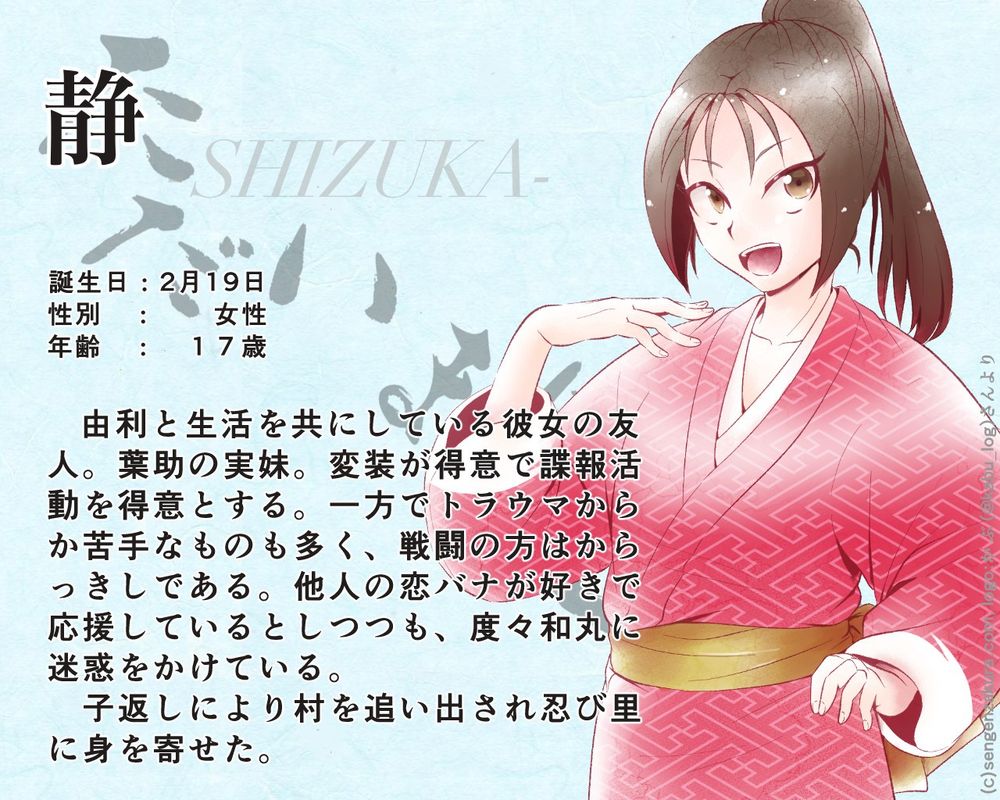 静
-SHIZUKA-
誕生日：2月19日
性別　：　　女性
年齢　：　１７歳
　由利と生活を共にしている彼女の友
人。葉助の実妹。変装が得意で諜報活
動を得意とする。一方でトラウマから
か苦手なものも多く、戦闘の方はから
っきしである。他人の恋バナが好きで
応援しているとしつつも、度々和丸に
迷惑をかけている。
　子返しにより村を追い出され忍び里
に身を寄せた。